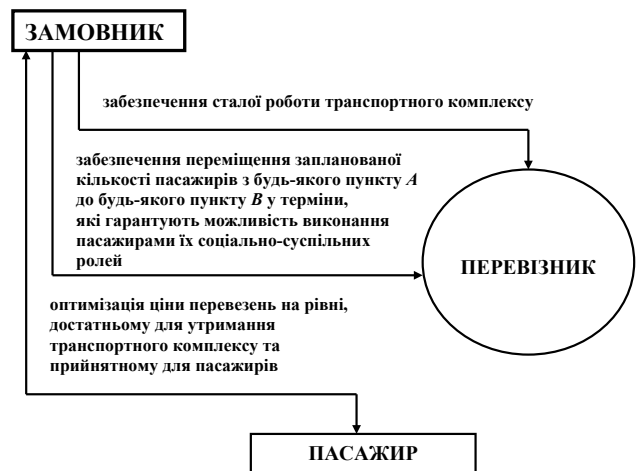 ЗАМОВНИК
забезпечення сталої роботи транспортного комплексу
забезпечення переміщення запланованої
кількості пасажирів з будь-якого пункту А
до будь-якого пункту В у терміни,
які гарантують можливість виконання
пасажирами їх соціально-суспільних
ролей
ПЕРЕВІЗНИК
оптимізація ціни перевезень на рівні,
достатньому для утримання
транспортного комплексу та
прийнятному для пасажирів
ПАСАЖИР